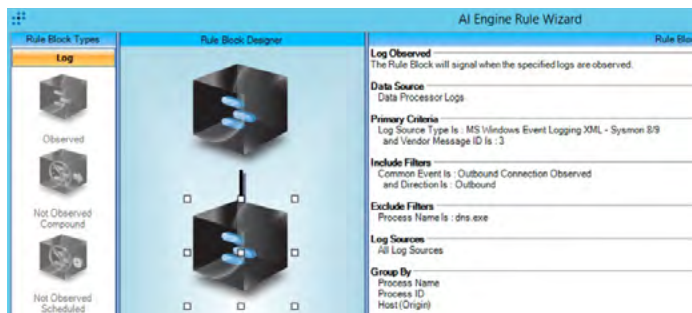 AI Engine Rule Wizard
Rule Block Types
Log
Observed
Not Observed
Compound
Not Observed
Scheduled
Rule Block Designer
Rule Blo
Log Observed
The Rule Block will signal when the specified logs are observed.
Data Source
Data Processor Logs
Primary Criteria
Log Source Type Is : MS Windows Event Logging XML - Sysmon 8/9
and Vendor Message ID Is : 3
Include Filters
Common Event Is : Outbound Connection Observed
and Direction Is : Outbound
Exclude Filters
Process Name Is : dns.exe
Log Sources
All Log Sources
Group By
Process Name
Process ID
Host (Origin)